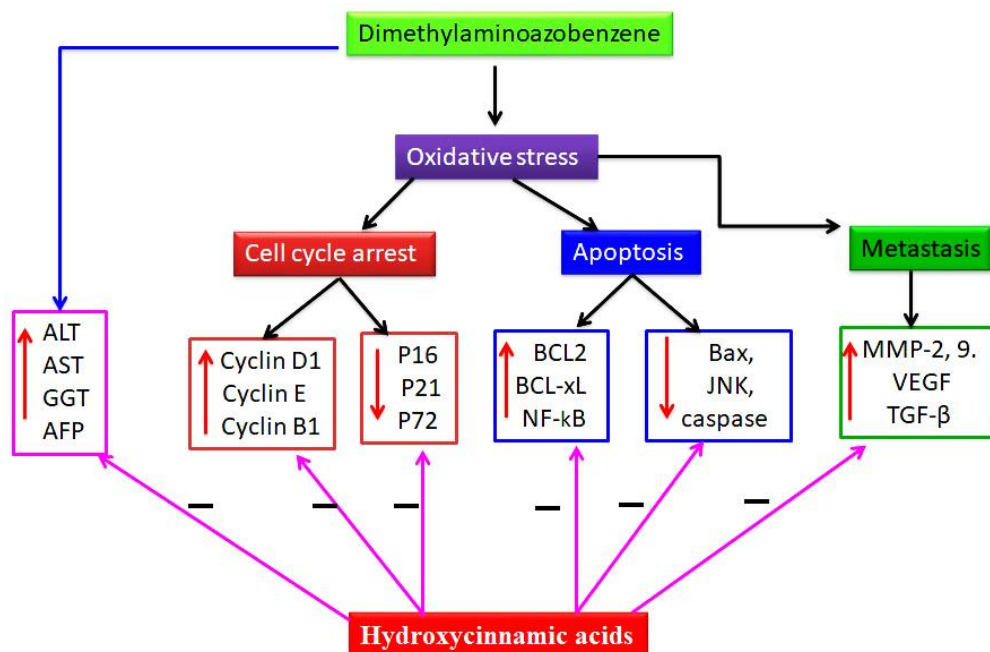 Dimethylaminoazobenzene
Oxidative stress
Cell cycle arrest
Apoptosis
Metastasis
ALT
AST
GGT
AFP
Cyclin D1
Cyclin E
Cyclin B1
P16
P21
P72
BCL2
BCL-xL
NF-kB
Bax,
JNK,
caspase
MMP-2, 9.
VEGF
TGF-β
Hydroxycinnamic acids